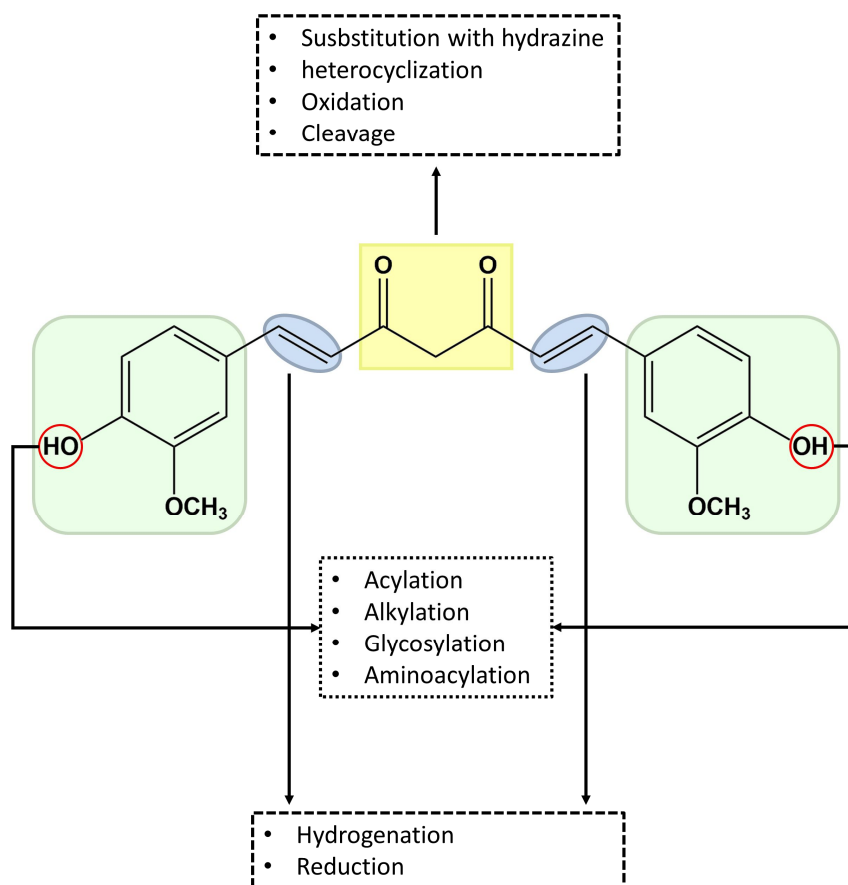 • Susbstitution with hydrazine
• heterocyclization
• Oxidation
• Cleavage
O O
HO OH
OCH₃ OCH₃
• Acylation
• Alkylation
• Glycosylation
• Aminoacylation
• Hydrogenation
• Reduction